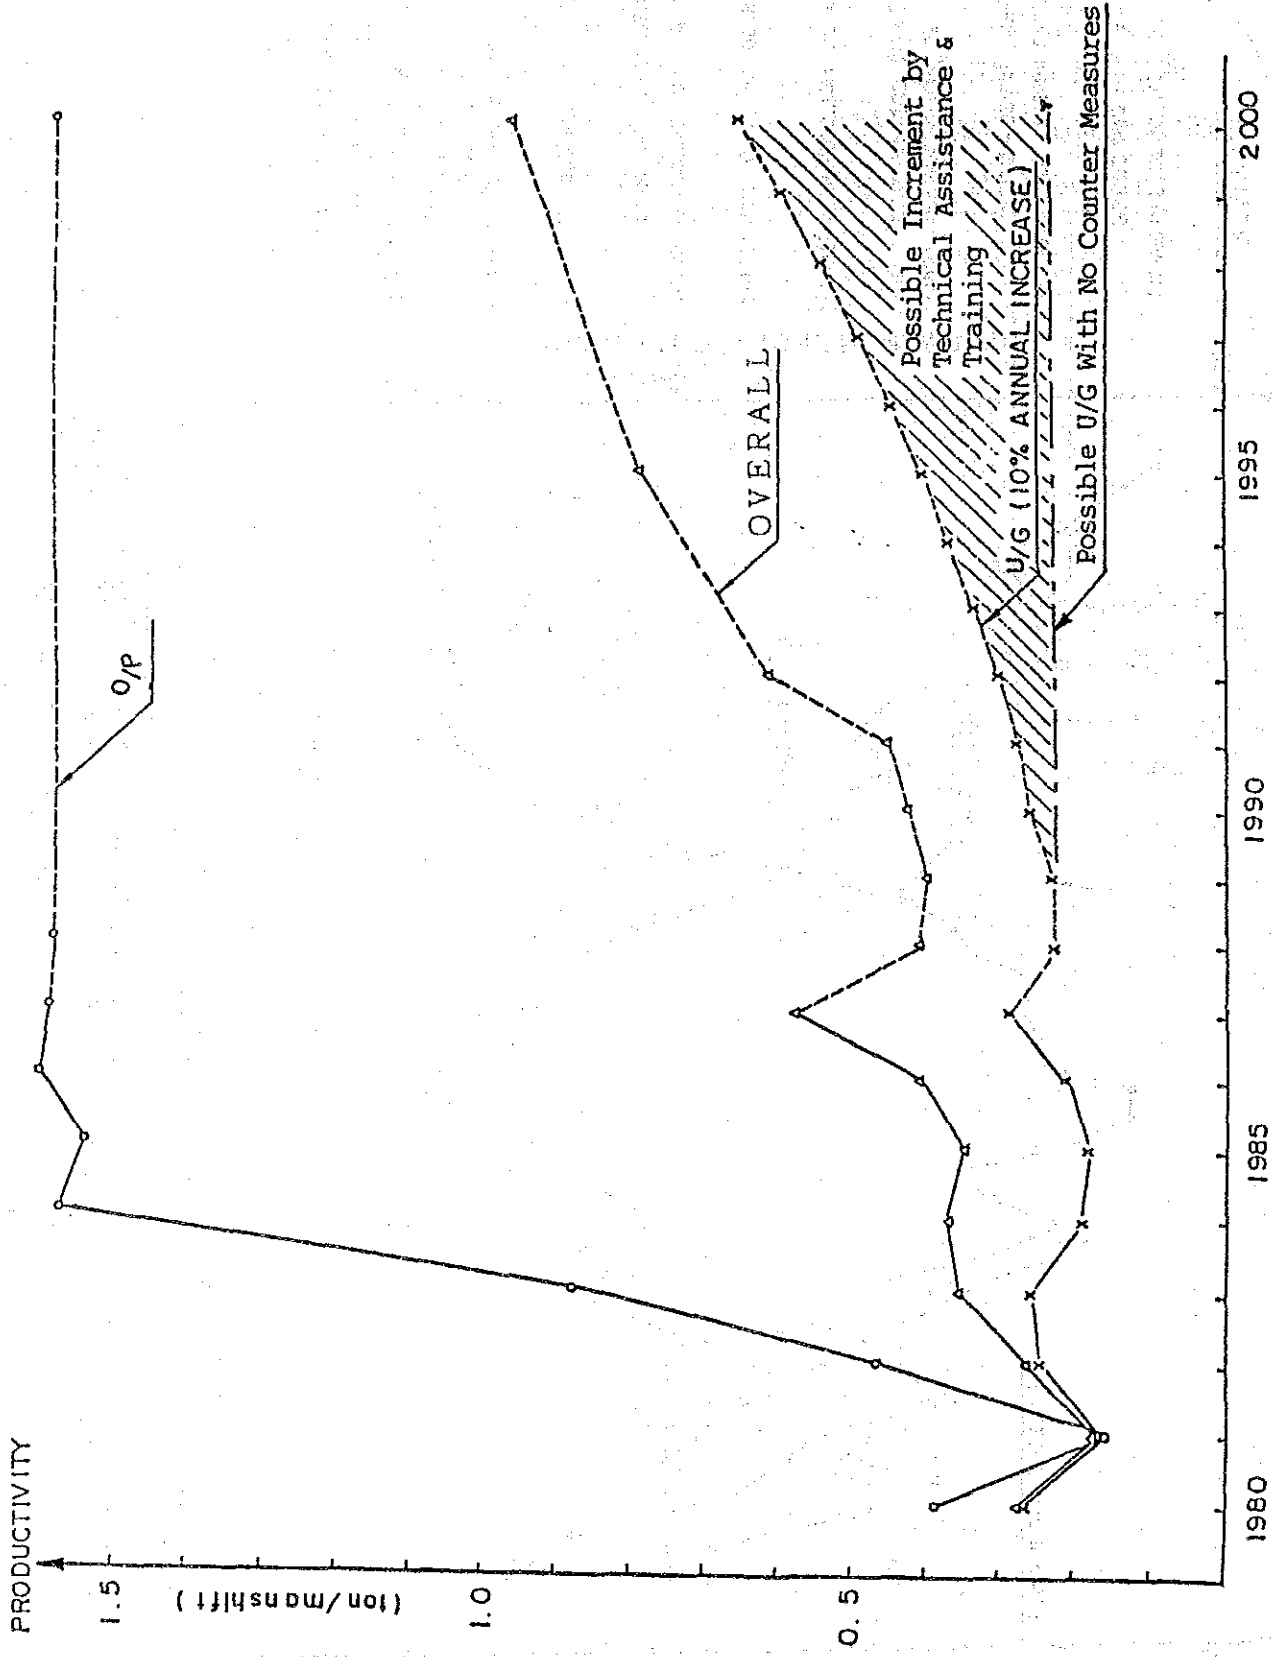 PRODUCTIVITY
(ton/manshift)
1.5
1.0
0.5
O/P
OVERALL
Possible Increment by
Technical Assistance &
Training
U/G (10% ANNUAL INCREASE)
Possible U/G With No Counter Measures
1980
1985
1990
1995
2000